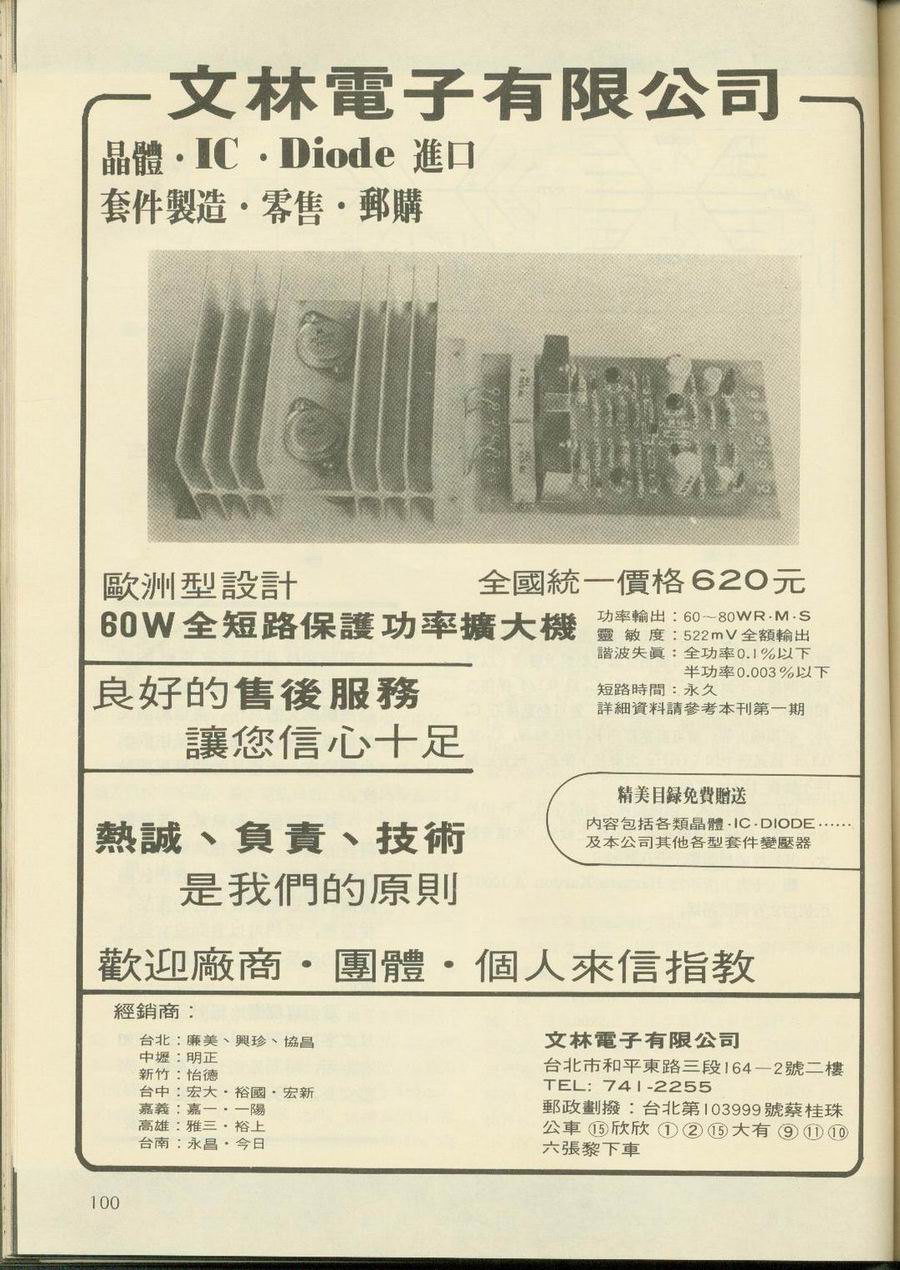 文林電子有限公司
晶體·IC·Diode 進口
套件製造·零售·郵購
歐洲型設計
全國統一價格620元
60W全短路保護功率擴大機
功率輸出：60～80WR·M·S
靈敏度：522mV全額輸出
諧波失眞：全功率0.1%以下
半功率0.003%以下
短路時間：永久
詳細資料請參考本刊第一期
良好的售後服務
讓您信心十足
精美目録免費贈送
內容包括各類晶體·IC·DIODE……
及本公司其他各型套件變壓器
熱誠、負責、技術
是我們的原則
歡迎廠商·團體·個人來信指教
經銷商：
台北：廉美、興珍、協昌
中壢：明正
新竹：怡德
台中：宏大·裕國·宏新
嘉義：嘉一·一陽
高雄：雅三·裕上
台南：永昌·今日
文林電子有限公司
台北市和平東路三段164－2號二樓
TEL: 741-2255
郵政劃撥：台北第103999號蔡桂珠
公車 ⑮欣欣 ①②⑮大有 ⑨⑪⑩
六張黎下車
100